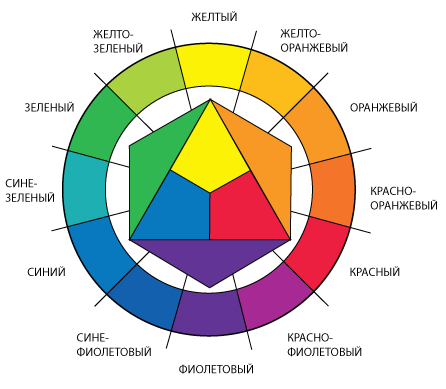 ЖЕЛТЫЙ
ЖЕЛТО-
ОРАНЖЕВЫЙ
ОРАНЖЕВЫЙ
КРАСНО-
ОРАНЖЕВЫЙ
КРАСНЫЙ
КРАСНО-
ФИОЛЕТОВЫЙ
ФИОЛЕТОВЫЙ
СИНЕ-
ФИОЛЕТОВЫЙ
СИНИЙ
СИНЕ-
ЗЕЛЕНЫЙ
ЗЕЛЕНЫЙ
ЖЕЛТО-
ЗЕЛЕНЫЙ